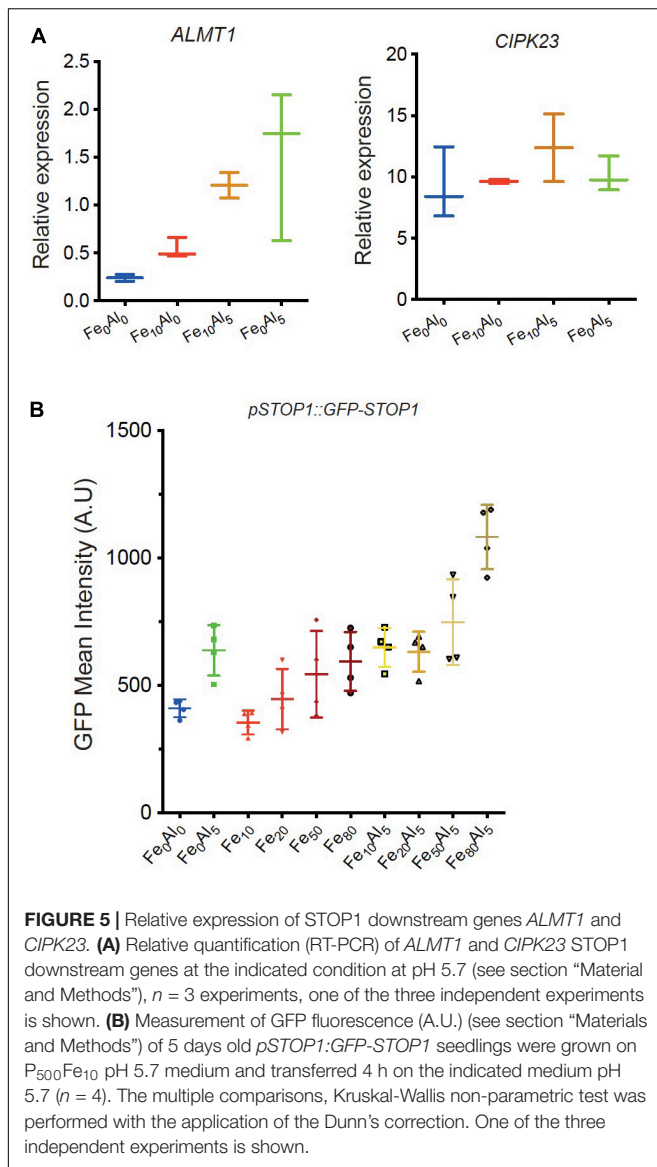 A
ALMT1
CIPK23
Relative expression
2.5
2.0
1.5
1.0
0.5
0.0
Fe₀Al₀
Fe₁₀Al₀
Fe₁₀Al₅
Fe₀Al₅
Relative expression
20
15
10
5
0
Fe₀Al₀
Fe₁₀Al₀
Fe₁₀Al₅
Fe₀Al₅
B
pSTOP1::GFP-STOP1
GFP Mean Intensity (A.U)
1500
1000
500
0
Fe₀Al₀
Fe₀Al₅
Fe₁₀
Fe₂₀
Fe₅₀
Fe₈₀
Fe₁₀Al₅
Fe₂₀Al₅
Fe₅₀Al₅
Fe₈₀Al₅
FIGURE 5 | Relative expression of STOP1 downstream genes ALMT1 and
CIPK23. (A) Relative quantification (RT-PCR) of ALMT1 and CIPK23 STOP1
downstream genes at the indicated condition at pH 5.7 (see section “Material
and Methods”), n = 3 experiments, one of the three independent experiments
is shown. (B) Measurement of GFP fluorescence (A.U.) (see section “Materials
and Methods”) of 5 days old pSTOP1:GFP-STOP1 seedlings were grown on
P₅₀₀Fe₁₀ pH 5.7 medium and transferred 4 h on the indicated medium pH
5.7 (n = 4). The multiple comparisons, Kruskal-Wallis non-parametric test was
performed with the application of the Dunn’s correction. One of the three
independent experiments is shown.